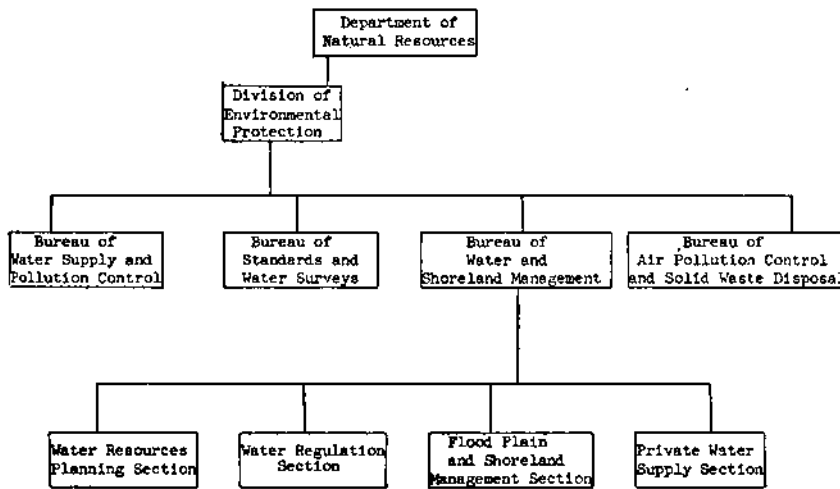 Department of
Natural Resources
Division of
Environmental
Protection
Bureau of
Water Supply and
Pollution Control
Bureau of
Standards and
Water Surveys
Bureau of
Water and
Shoreland Management
Bureau of
Air Pollution Control
and Solid Waste Disposal
Water Resources
Planning Section
Water Regulation
Section
Flood Plain
and Shoreland
Management Section
Private Water
Supply Section